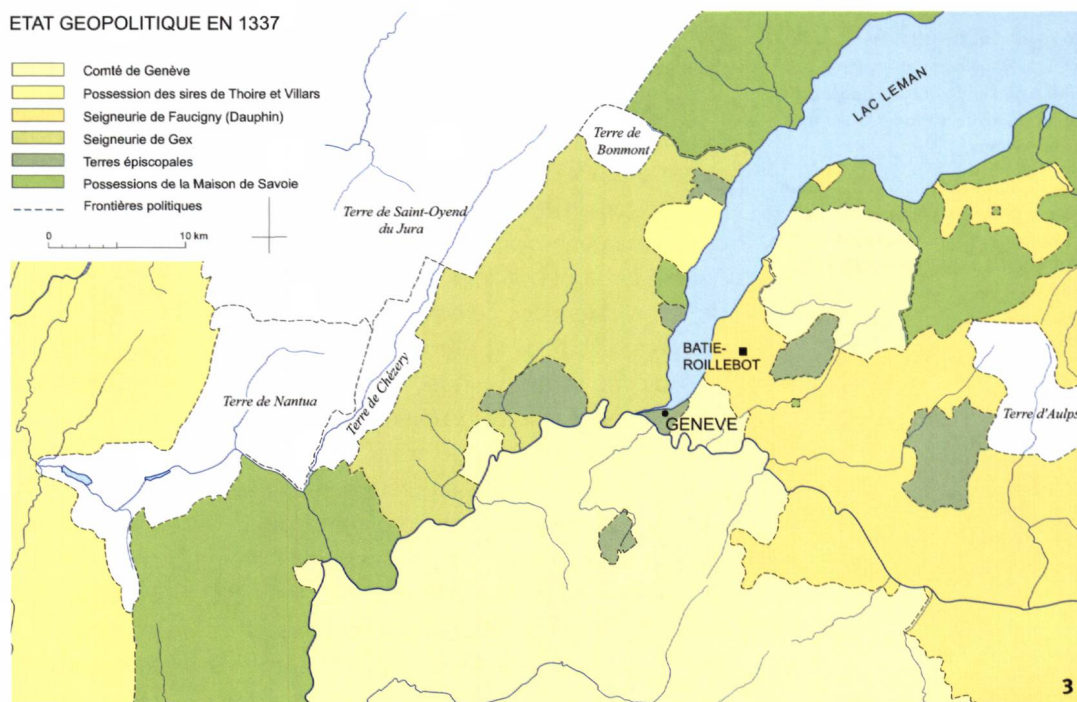 ETAT GEOPOLITIQUE EN 1337
Comté de Genève
Possession des sires de Thoire et Villars
Seigneurie de Faucigny (Dauphin)
Seigneurie de Gex
Terres épiscopales
Possessions de la Maison de Savoie
Frontières politiques
0 10 km
LAC LEMAN
Terre de
Bonmont
Terre de Saint-Oyend
du Jura
BATIE-
ROILLEBOT
Terre de Nantua
Terre de Chézery
GENEVE
Terre d'Aulps
3